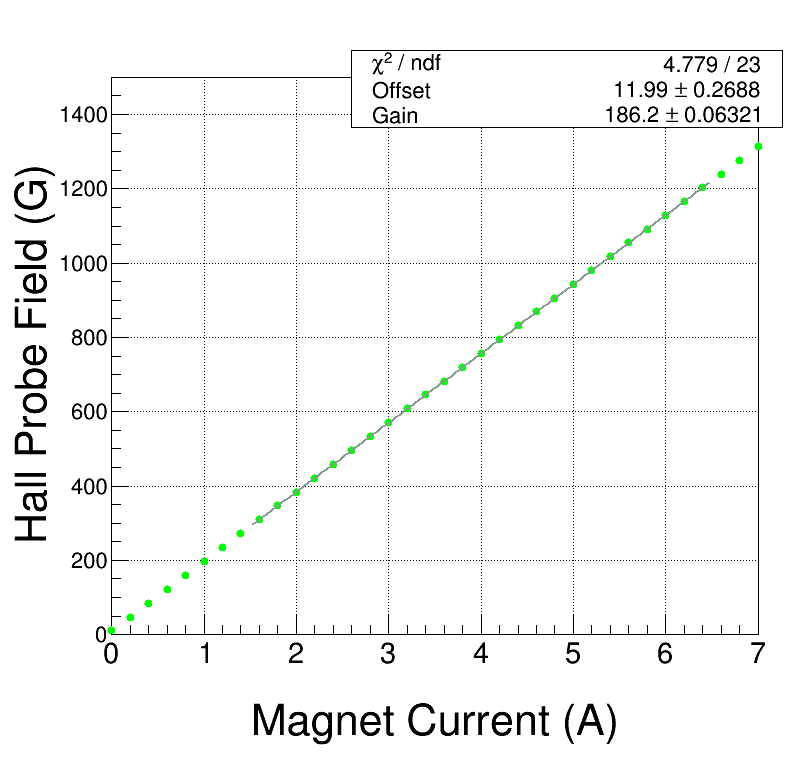 χ² / ndf 4.779 / 23
Offset 11.99 ± 0.2688
Gain 186.2 ± 0.06321
1400
1200
1000
800
600
400
200
0
Hall Probe Field (G)
0 1 2 3 4 5 6 7
Magnet Current (A)